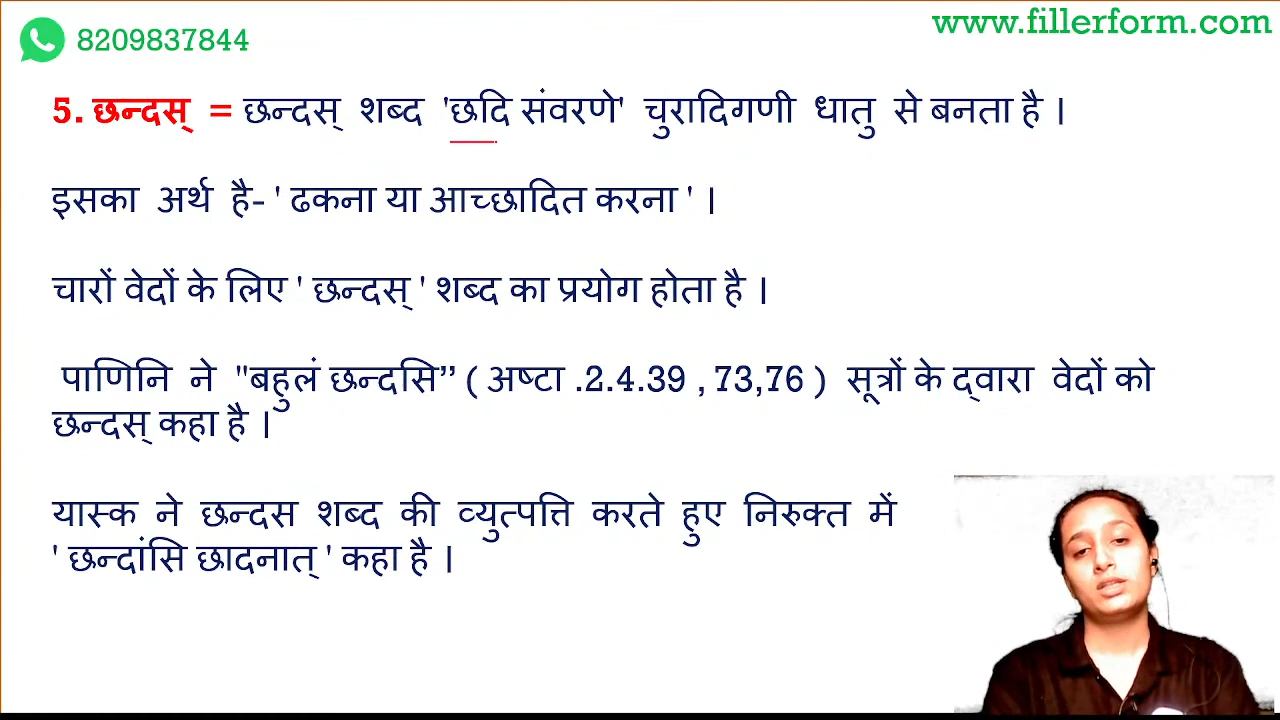 8209837844
www.fillerform.com
5. छन्दस् = छन्दस् शब्द 'छदि संवरणे' चुरादिगणी धातु से बनता है ।
इसका अर्थ है- ' ढकना या आच्छादित करना ' ।
चारों वेदों के लिए ' छन्दस् ' शब्द का प्रयोग होता है ।
पाणिनि ने "बहुलं छन्दसि” ( अष्टा .2.4.39 , 73,76 ) सूत्रों के द्वारा वेदों को
छन्दस् कहा है ।
यास्क ने छन्दस शब्द की व्युत्पत्ति करते हुए निरुक्त में
' छन्दांसि छादनात् ' कहा है ।